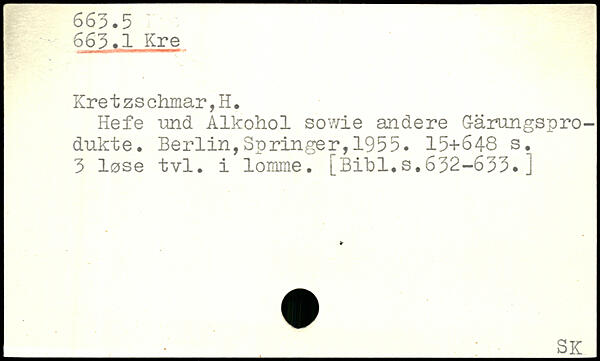 663.5
663.1 Kre
Kretzschmar,H.
Hefe und Alkohol sowie andere Gärungspro-
dukte. Berlin,Springer,1955. 15+648 s.
3 løse tvl. i lomme. [Bibl.s.632-633.]
SK